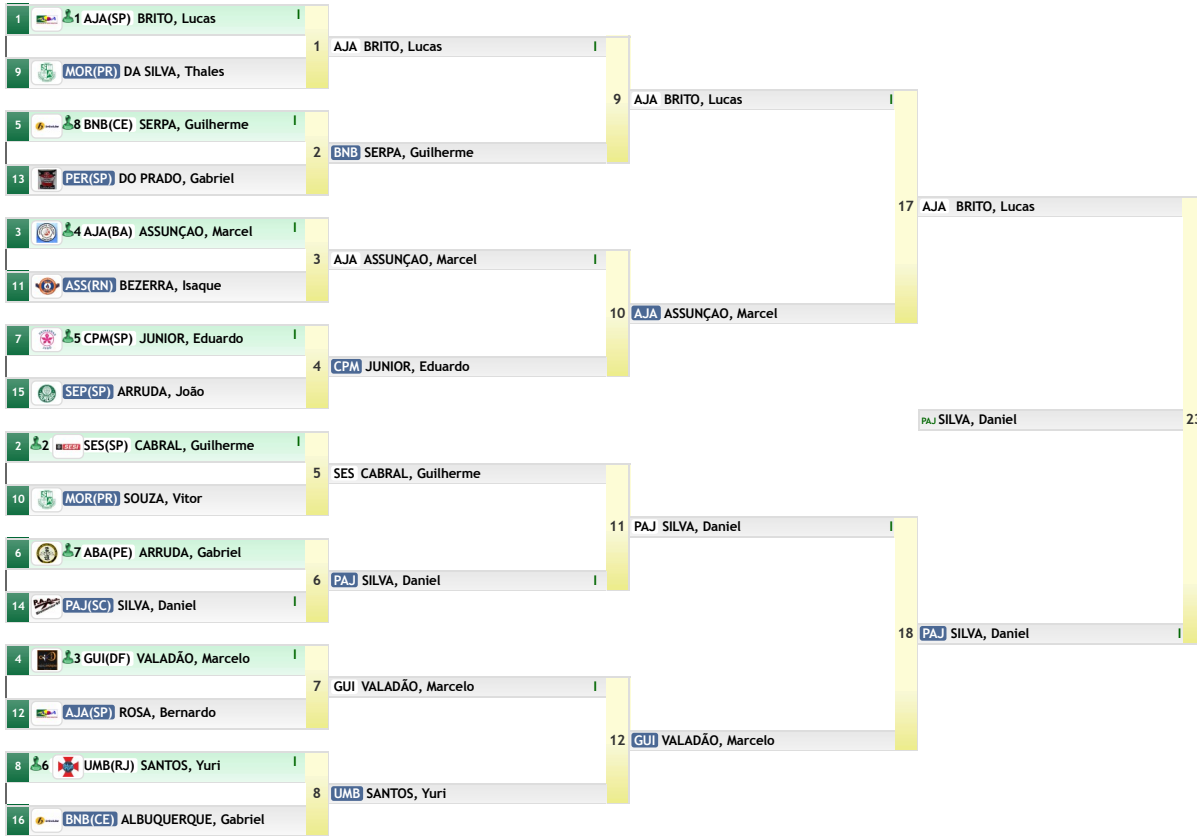 1 1 AJA(SP) BRITO, Lucas I
1 AJA BRITO, Lucas I
9 MOR(PR) DA SILVA, Thales
9 AJA BRITO, Lucas I
5 8 BNB(CE) SERPA, Guilherme I
2 BNB SERPA, Guilherme
13 PER(SP) DO PRADO, Gabriel
17 AJA BRITO, Lucas
3 4 AJA(BA) ASSUNÇAO, Marcel I
3 AJA ASSUNÇAO, Marcel I
11 ASS(RN) BEZERRA, Isaque
10 AJA ASSUNÇAO, Marcel
7 5 CPM(SP) JUNIOR, Eduardo I
4 CPM JUNIOR, Eduardo
15 SEP(SP) ARRUDA, João
PAJ SILVA, Daniel 23
2 2 SESI SES(SP) CABRAL, Guilherme I
5 SES CABRAL, Guilherme
10 MOR(PR) SOUZA, Vitor
11 PAJ SILVA, Daniel I
6 7 ABA(PE) ARRUDA, Gabriel
6 PAJ SILVA, Daniel I
14 PAJ(SC) SILVA, Daniel I
18 PAJ SILVA, Daniel I
4 3 GUI(DF) VALADÃO, Marcelo I
7 GUI VALADÃO, Marcelo I
12 AJA(SP) ROSA, Bernardo
12 GUI VALADÃO, Marcelo
8 6 UMB(RJ) SANTOS, Yuri I
8 UMB SANTOS, Yuri
16 BNB(CE) ALBUQUERQUE, Gabriel